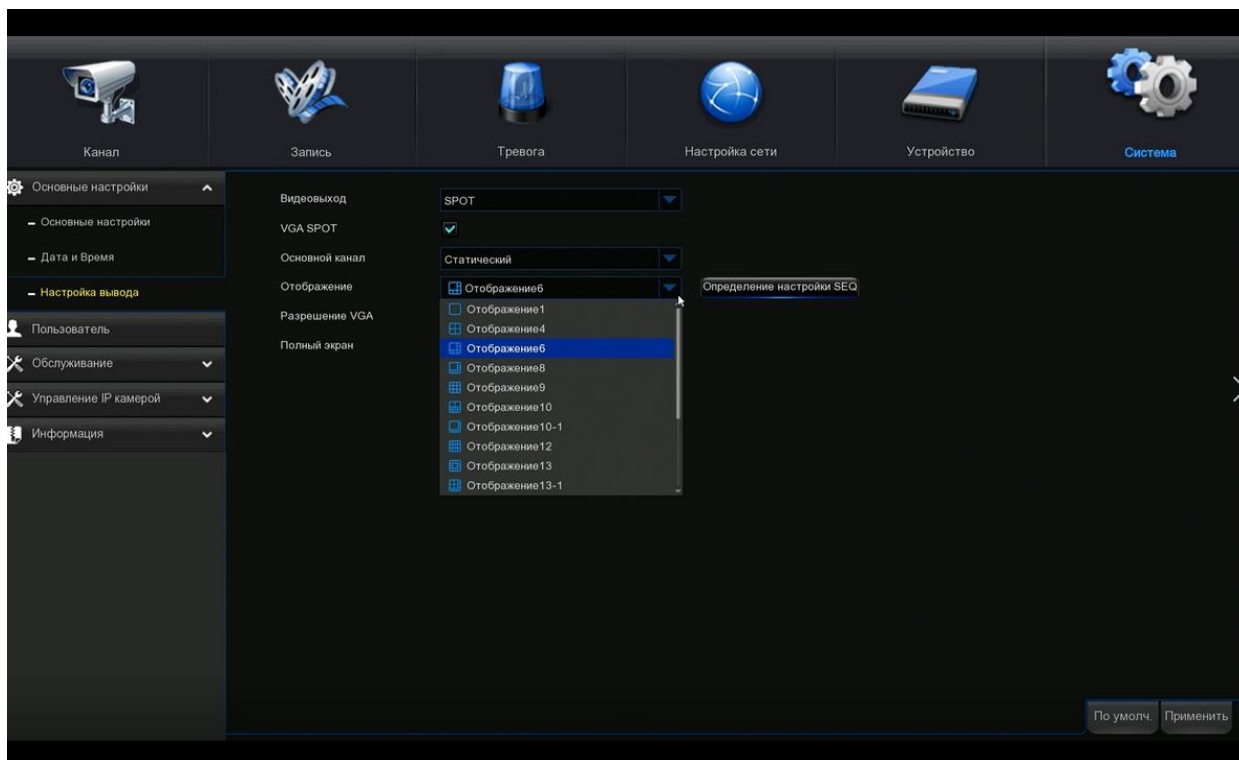 Канал
Запись
Тревога
Настройка сети
Устройство
Система
Основные настройки
Основные настройки
Дата и Время
Настройка вывода
Пользователь
Обслуживание
Управление IP камерой
Информация
Видеовыход
SPOT
VGA SPOT
Основной канал
Статический
Отображение
Отображение6
Определение настройки SEQ
Разрешение VGA
Полный экран
Отображение1
Отображение4
Отображение6
Отображение8
Отображение9
Отображение10
Отображение10-1
Отображение12
Отображение13
Отображение13-1
По умолч.
Применить